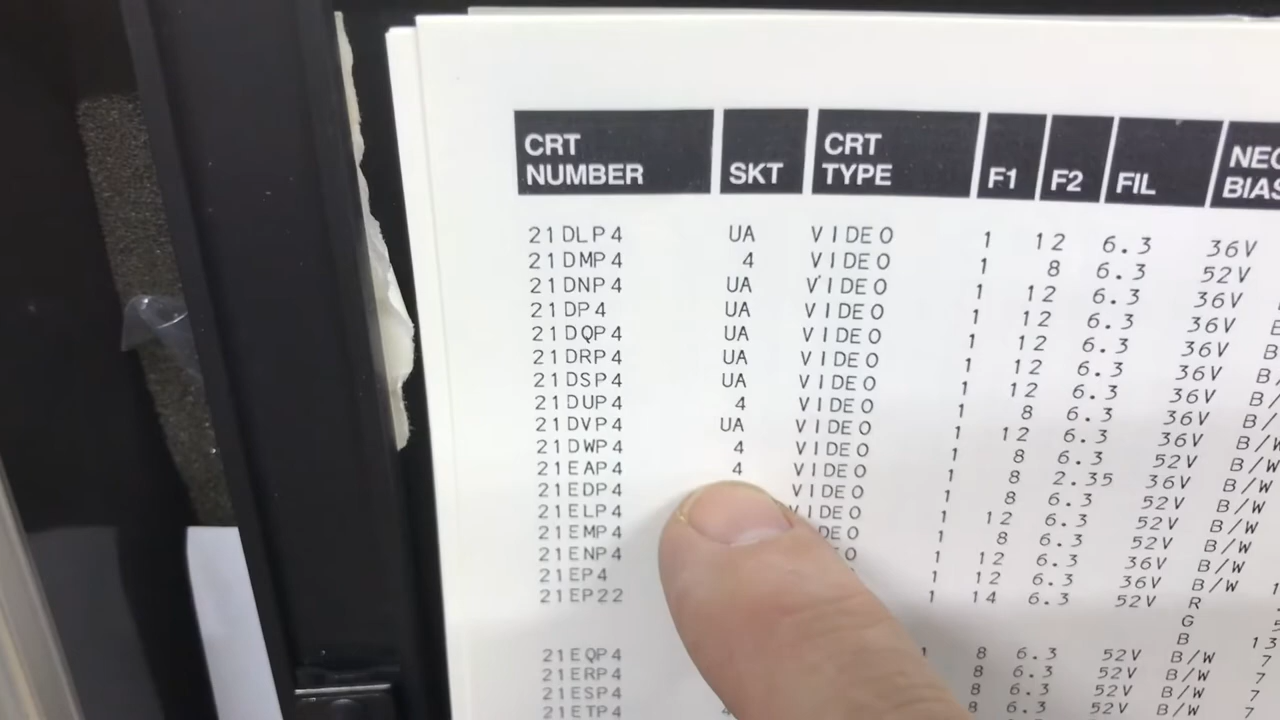 CRT NUMBER SKT CRT TYPE F1 F2 FIL
21DLP4 UA VIDEO 1 12 6.3 36V
21DMP4 4 VIDEO 1 8 6.3 52V
21DNP4 UA VIDEO 1 12 6.3 36V
21DP4 UA VIDEO 1 12 6.3 36V B
21DQP4 UA VIDEO 1 12 6.3 36V B
21DRP4 UA VIDEO 1 12 6.3 36V B/
21DSP4 UA VIDEO 1 12 6.3 36V B/
21DUP4 4 VIDEO 1 8 6.3 36V B/
21DVP4 UA VIDEO 1 12 6.3 36V B/W
21DWP4 4 VIDEO 1 8 6.3 52V B/W
21EAP4 4 VIDEO 1 8 2.35 36V B/W
21EDP4 VIDEO 1 8 6.3 52V B/W
21ELP4 VIDEO 1 12 6.3 52V B/W
21EMP4 1 8 6.3 52V B/W
21ENP4 1 12 6.3 36V B/W
21EP4 1 12 6.3 36V B/W
21EP22 1 14 6.3 52V R
G
B 13
21EQP4 8 6.3 52V B/W 7
21ERP4 8 6.3 52V B/W 7
21ESP4 8 6.3 52V B/W 7
21ETP4 8 6.3 52V B/W 7